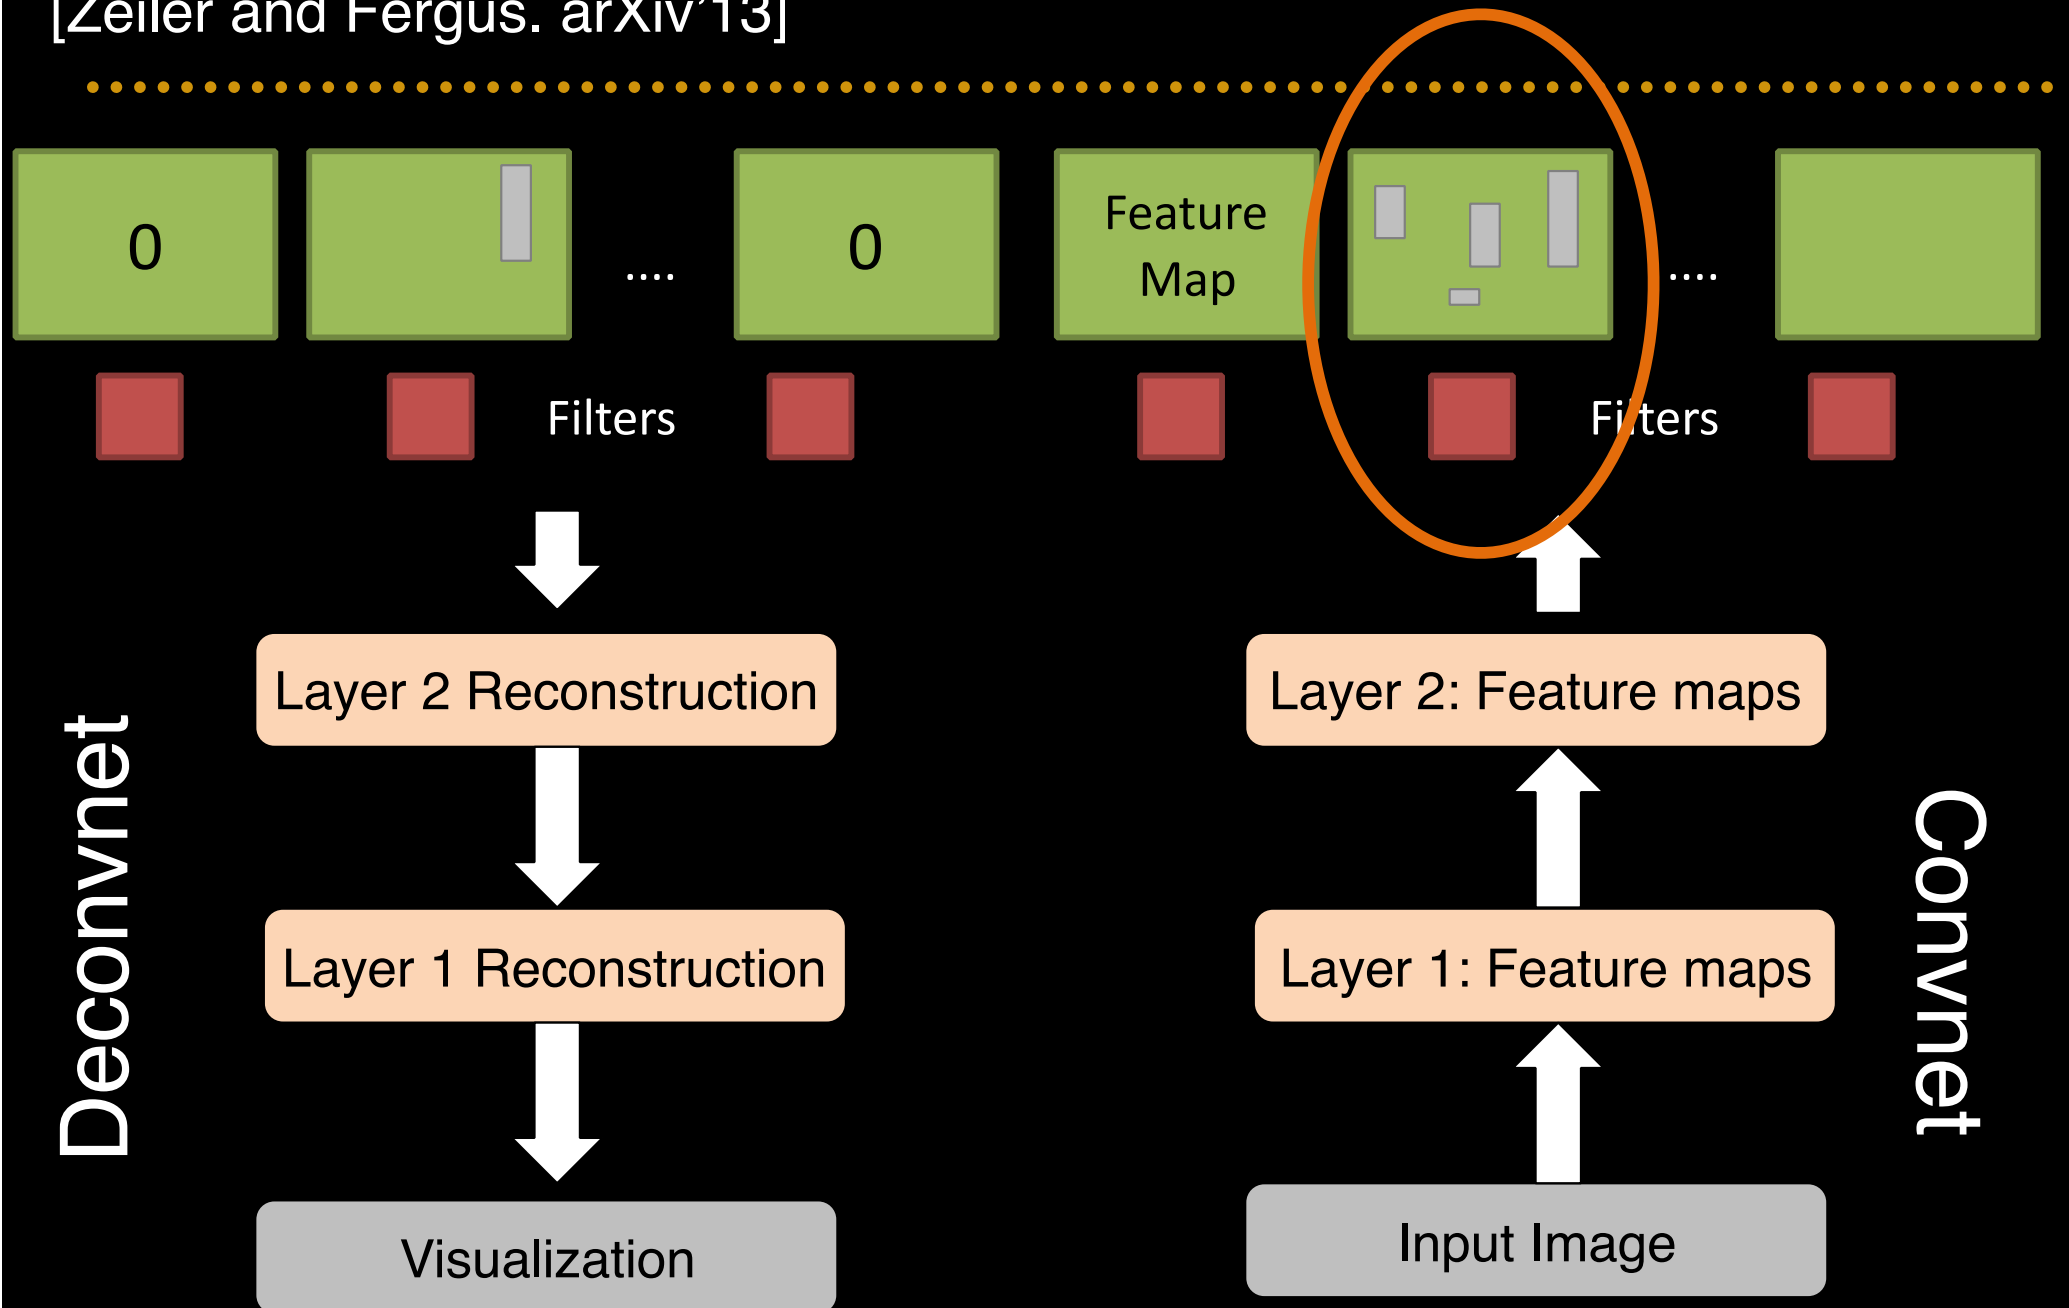 [Zeiler and Fergus. arXiv'13]
0
....
0
Feature
Map
....
Filters
Filters
Layer 2 Reconstruction
Layer 2: Feature maps
Deconvnet
Convnet
Layer 1 Reconstruction
Layer 1: Feature maps
Visualization
Input Image